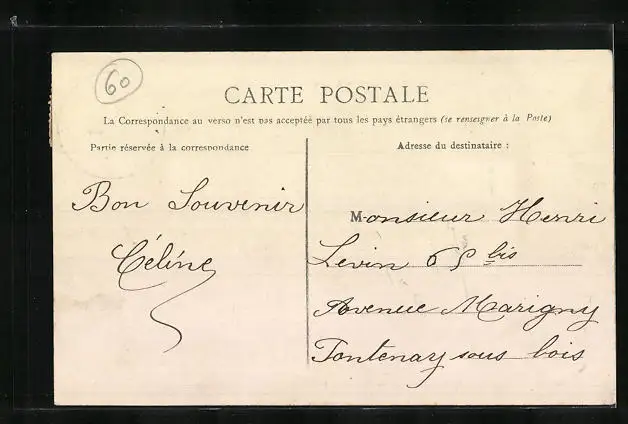 60
CARTE POSTALE
La Correspondance au verso n'est pas acceptée par tous les pays étrangers (se renseigner à la Poste)
Partie réservée à la correspondance
Adresse du destinataire :
Bon Souvenir
Céline
Monsieur Henri
Levin 65 bis
Avenue Marigny
Fontenay sous bois